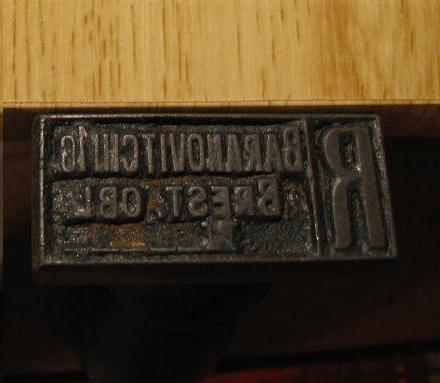 R
BARANOVITCHI
BREST. OBL.